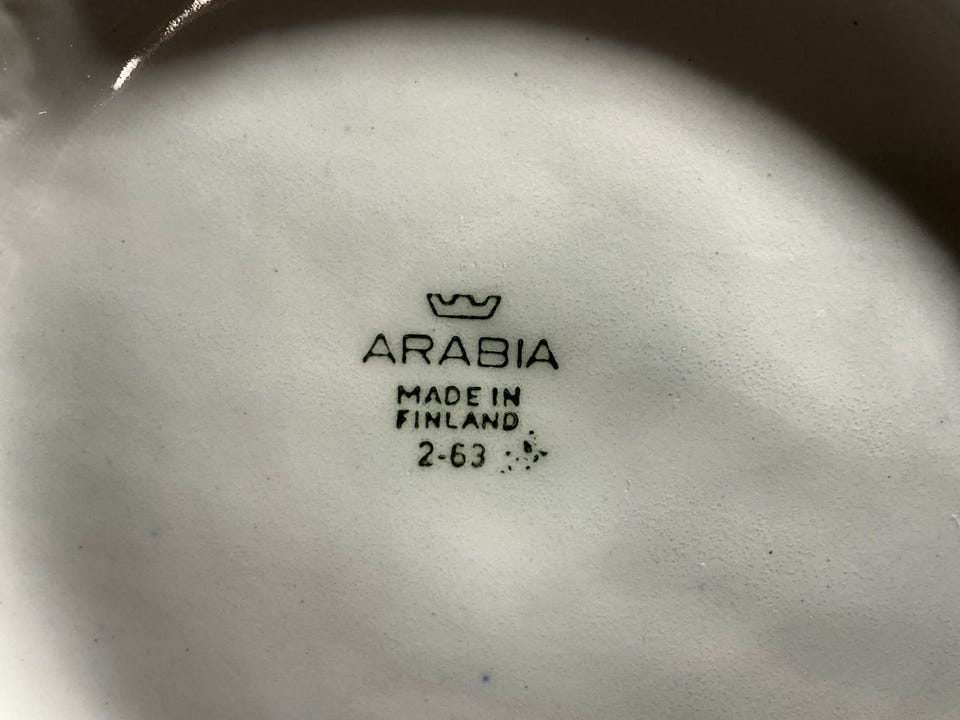 ARABIA
MADE IN
FINLAND
2-63